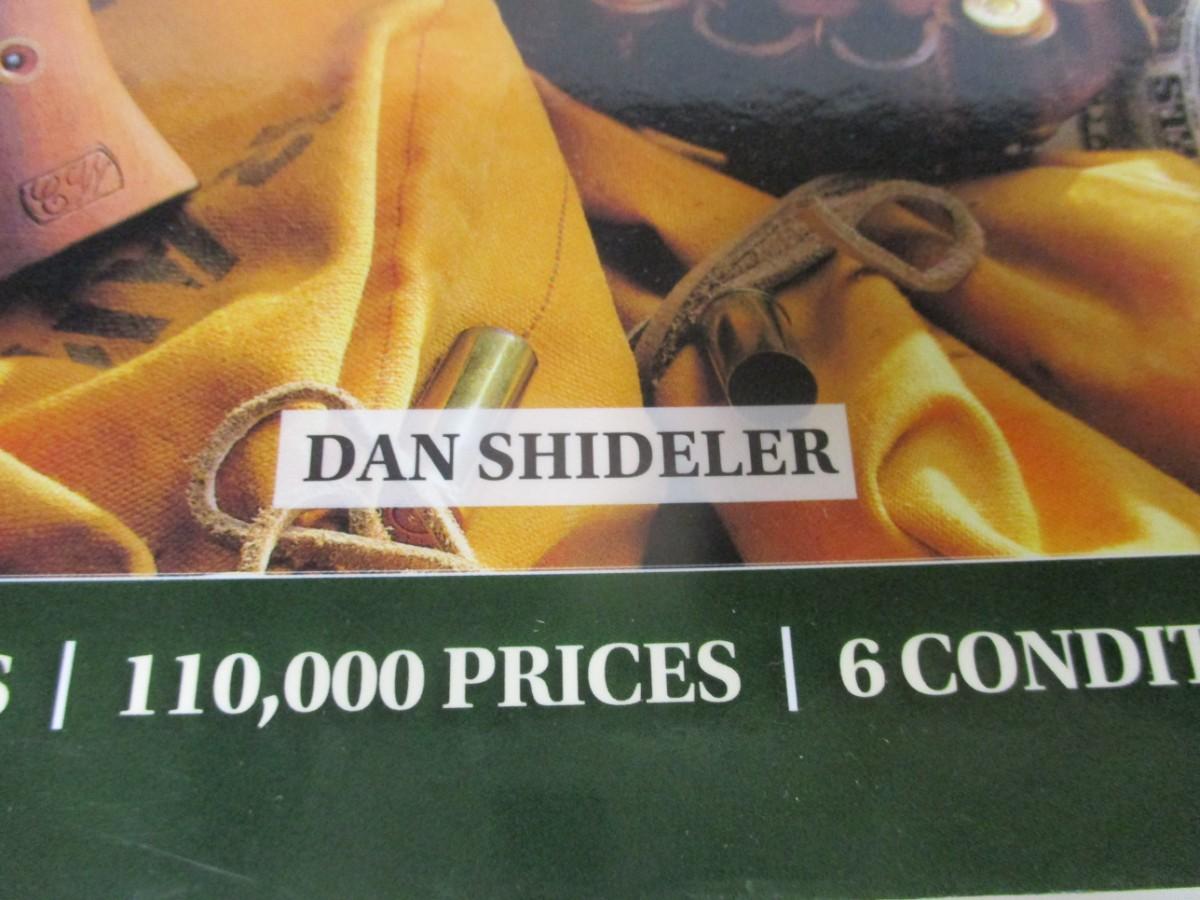 DAN SHIDELER
S | 110,000 PRICES | 6 CONDIT